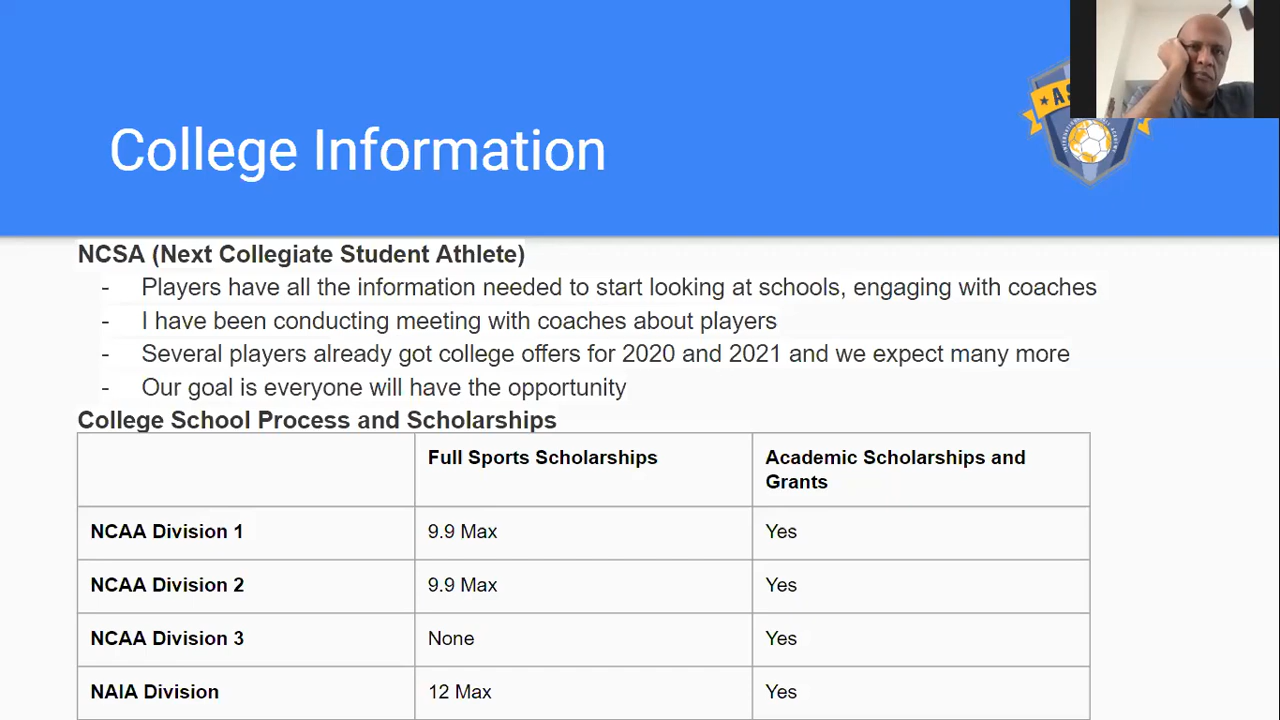 College Information
NCSA (Next Collegiate Student Athlete)
- Players have all the information needed to start looking at schools, engaging with coaches
- I have been conducting meeting with coaches about players
- Several players already got college offers for 2020 and 2021 and we expect many more
- Our goal is everyone will have the opportunity
College School Process and Scholarships
Full Sports Scholarships
Academic Scholarships and
Grants
NCAA Division 1 9.9 Max Yes
NCAA Division 2 9.9 Max Yes
NCAA Division 3 None Yes
NAIA Division 12 Max Yes